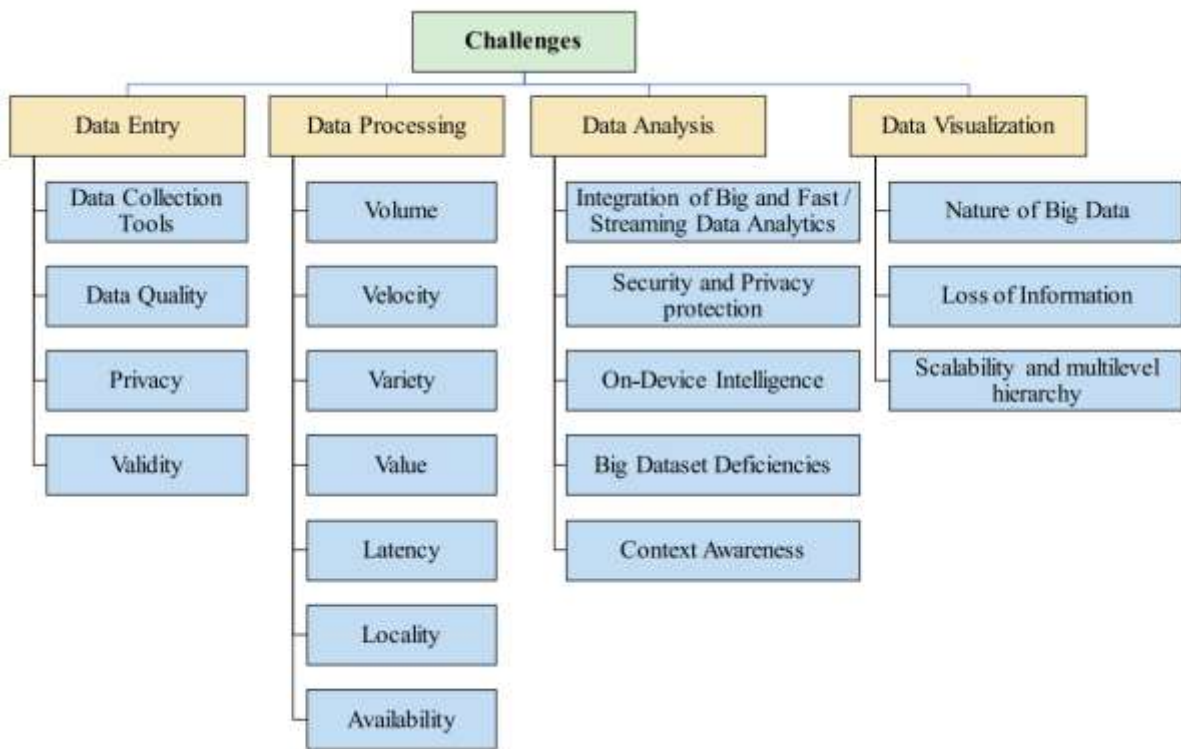 Challenges
Data Entry
Data Collection
Tools
Data Quality
Privacy
Validity
Data Processing
Volume
Velocity
Variety
Value
Latency
Locality
Availability
Data Analysis
Integration of Big and Fast /
Streaming Data Analytics
Security and Privacy
protection
On-Device Intelligence
Big Dataset Deficiencies
Context Awareness
Data Visualization
Nature of Big Data
Loss of Information
Scalability and multilevel
hierarchy